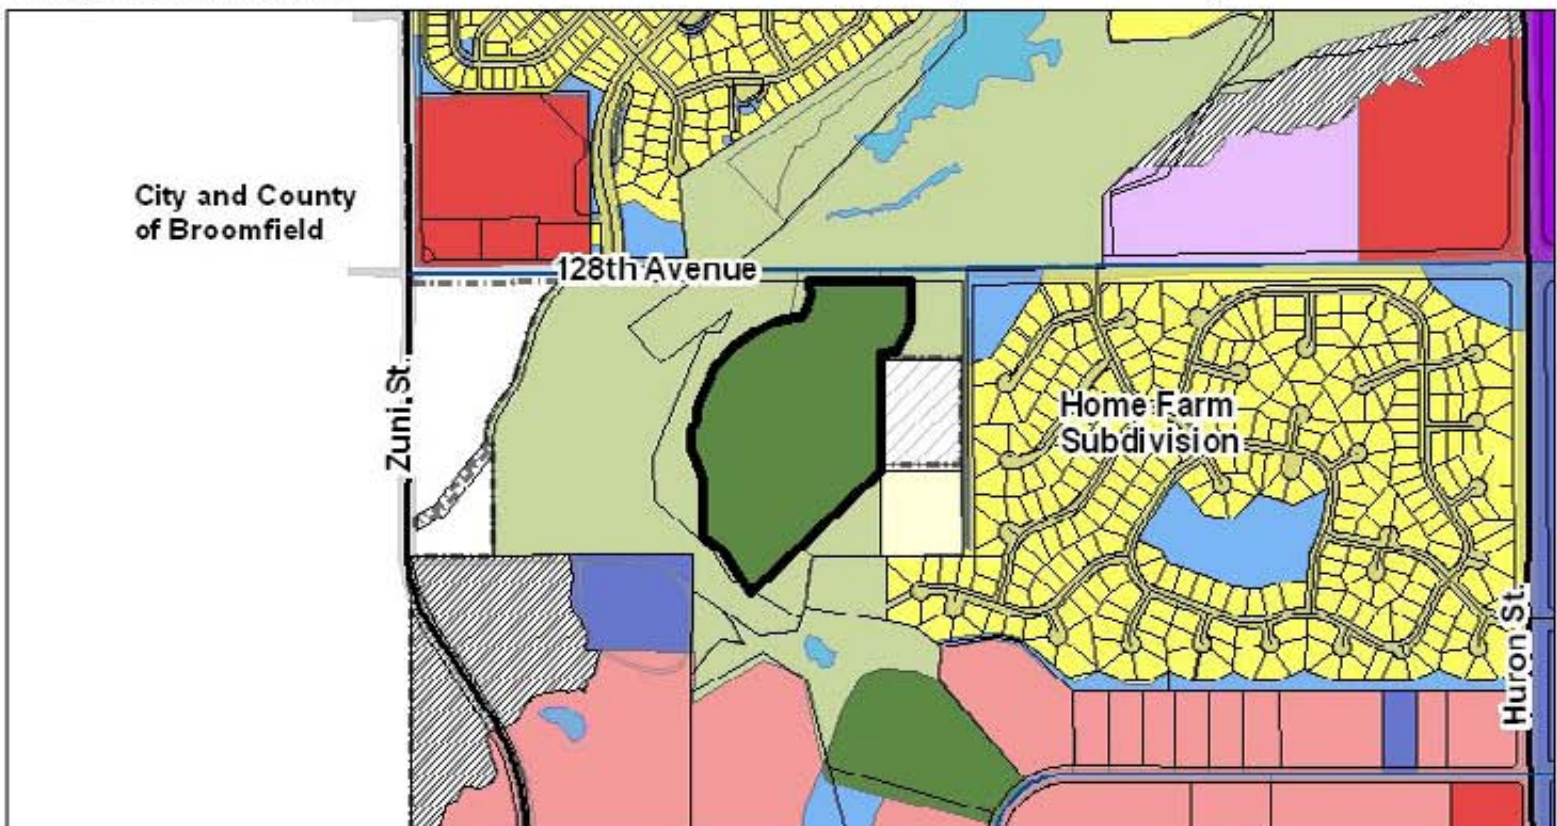 City and County
of Broomfield
128th Avenue
Zuni St.
Home Farm
Subdivision
Huron St.